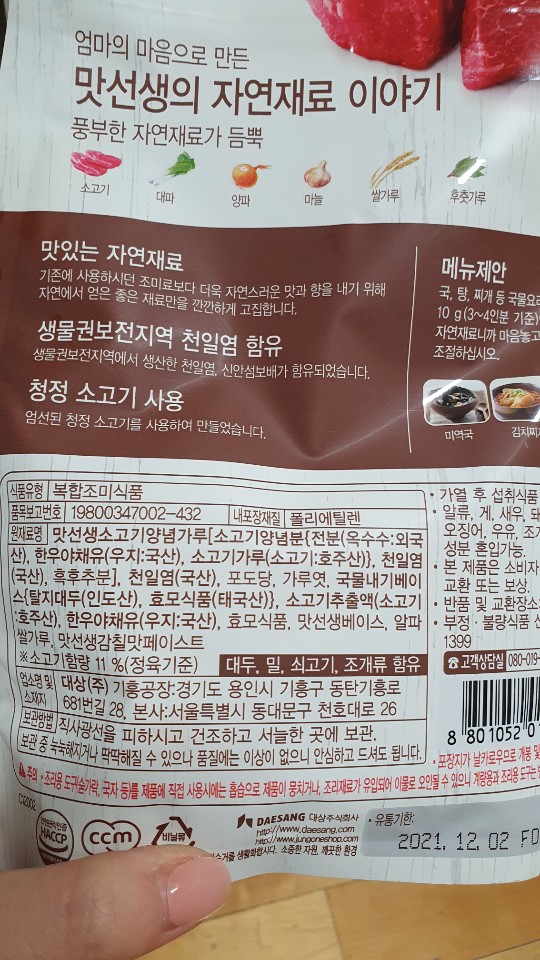 엄마의 마음으로 만든
맛선생의 자연재료 이야기
풍부한 자연재료가 듬뿍
소고기 대파 양파 마늘 쌀가루 후춧가루
맛있는 자연재료
기존에 사용하시던 조미료보다 더욱 자연스러운 맛과 향을 내기 위해
자연에서 얻은 좋은 재료만을 깐깐하게 고집합니다.
생물권보전지역 천일염 함유
생물권보전지역에서 생산한 천일염, 신안섬보배가 함유되었습니다.
청정 소고기 사용
엄선된 청정 소고기를 사용하여 만들었습니다.
메뉴제안
국, 탕, 찌개 등 국물요리
10 g (3~4인분 기준)
자연재료니까 마음놓고
조절하십시오.
미역국 김치찌
식품유형 복합조미식품
품목보고번호 19800347002-432 내포장재질 폴리에틸렌
원재료명 맛선생소고기양념가루[소고기양념분{전분(옥수수:외국
산), 한우야채유(우지:국산), 소고기가루(소고기:호주산)}, 천일염
(국산), 흑후추분], 천일염(국산), 포도당, 가루엿, 국물내기베이
스(탈지대두(인도산), 효모식품(태국산)}, 소고기추출액(소고기
:호주산), 한우야채유(우지:국산), 효모식품, 맛선생베이스, 알파
쌀가루, 맛선생감칠맛페이스트
※소고기함량 11 %(정육기준) 대두, 밀, 쇠고기, 조개류 함유
업소명 및 소재지 대상(주) 기흥공장:경기도 용인시 기흥구 동탄기흥로
681번길 28, 본사:서울특별시 동대문구 천호대로 26
보관방법 직사광선을 피하시고 건조하고 서늘한 곳에 보관.
보관 중 눅눅해지거나 딱딱해질 수 있으나 품질에는 이상이 없으니 안심하고 드셔도 됩니다.
• 가열 후 섭취식품
• 알류, 게, 새우, 돼
오징어, 우유, 조기
성분 혼입가능.
• 본 제품은 소비자
교환 또는 보상.
• 반품 및 교환장소
• 부정·불량식품 신
1399
고객상담실 080-019-
8 801052 0
• 포장지가 날카로우므로 개봉 및
주의 : 조리용 도구(숟가락, 국자 등)를 제품에 직접 사용시에는 흡습으로 제품이 뭉치거나, 조리재료가 유입되어 이물로 오인될 수 있으니 계량용과 조리용 도구는
HACCP
ccm
비닐류
DAESANG 대상주식회사
http://www.daesang.com
http://www.jungoneshop.com
생활화합시다. 소중한 자원, 깨끗한 환경
• 유통기한:
2021. 12. 02